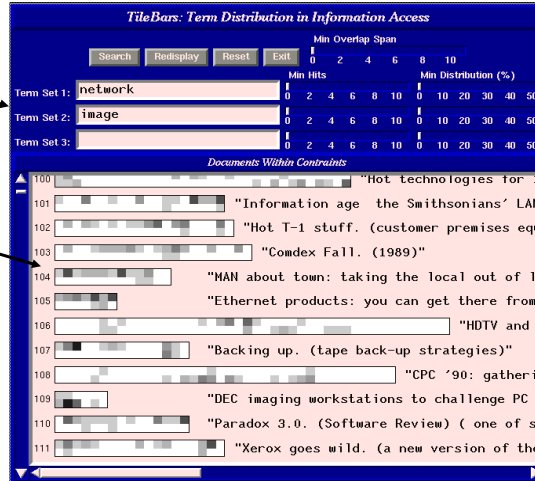 TileBars: Term Distribution in Information Access
Min Overlap Span
Search Redisplay Reset Exit
0 2 4 6 8 10
Min Hits Min Distribution (%)
Term Set 1: network
0 2 4 6 8 10 0 10 20 30 40 50
Term Set 2: image
0 2 4 6 8 10 0 10 20 30 40 50
Term Set 3:
0 2 4 6 8 10 0 10 20 30 40 50
Documents Within Contraints
100 "Hot technologies for
101 "Information age the Smithsonians' LAN
102 "Hot T-1 stuff. (customer premises equ
103 "Comdex Fall. (1989)"
104 "MAN about town: taking the local out of l
105 "Ethernet products: you can get there from
106 "HDTV and
107 "Backing up. (tape back-up strategies)"
108 "CPC '90: gatheri
109 "DEC imaging workstations to challenge PC
110 "Paradox 3.0. (Software Review) ( one of s
111 "Xerox goes wild. (a new version of the